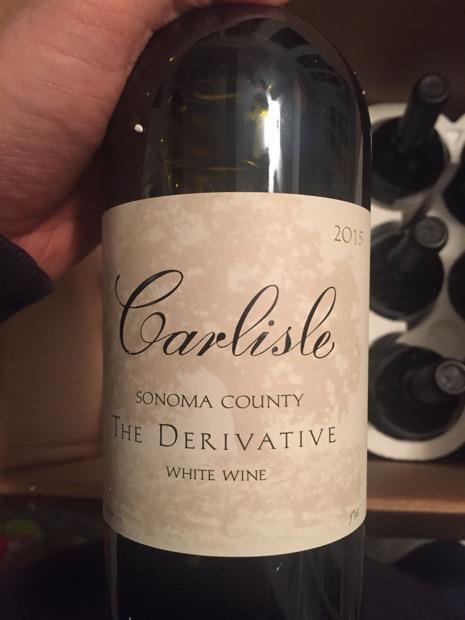 2015
Carlisle
SONOMA COUNTY
THE DERIVATIVE
WHITE WINE